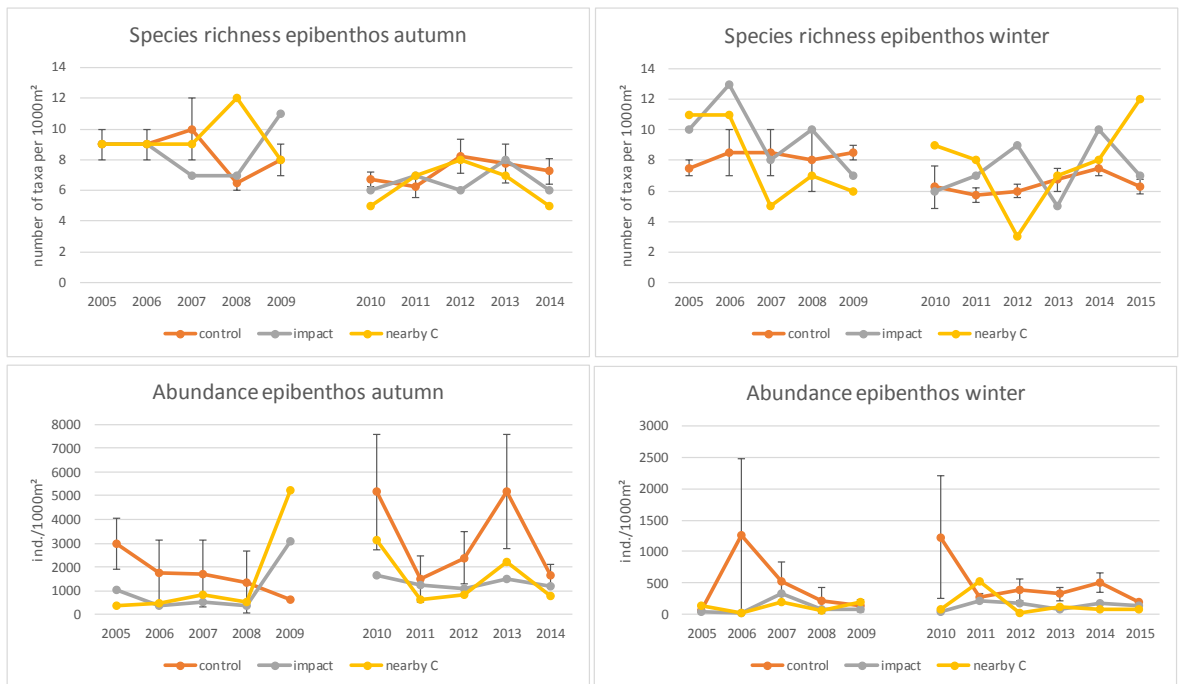 Species richness epibenthos autumn
number of taxa per 1000m²
14
12
10
8
6
4
2
0
2005 2006 2007 2008 2009 2010 2011 2012 2013 2014
control impact nearby C
Species richness epibenthos winter
number of taxa per 1000m²
14
12
10
8
6
4
2
0
2005 2006 2007 2008 2009 2010 2011 2012 2013 2014 2015
control impact nearby C
Abundance epibenthos autumn
ind./1000m²
8000
7000
6000
5000
4000
3000
2000
1000
0
2005 2006 2007 2008 2009 2010 2011 2012 2013 2014
control impact nearby C
Abundance epibenthos winter
ind./1000m²
3000
2500
2000
1500
1000
500
0
2005 2006 2007 2008 2009 2010 2011 2012 2013 2014 2015
control impact nearby C